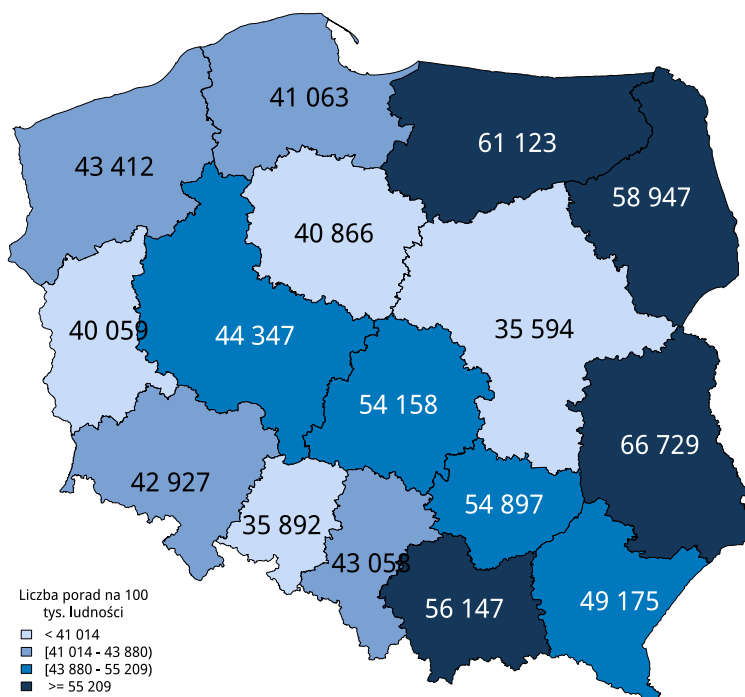 41 063
61 123
43 412
58 947
40 866
40 059
44 347
35 594
54 158
66 729
42 927
54 897
35 892
43 058
49 175
56 147
Liczba porad na 100
tys. ludności
< 41 014
[41 014 - 43 880)
[43 880 - 55 209)
>= 55 209